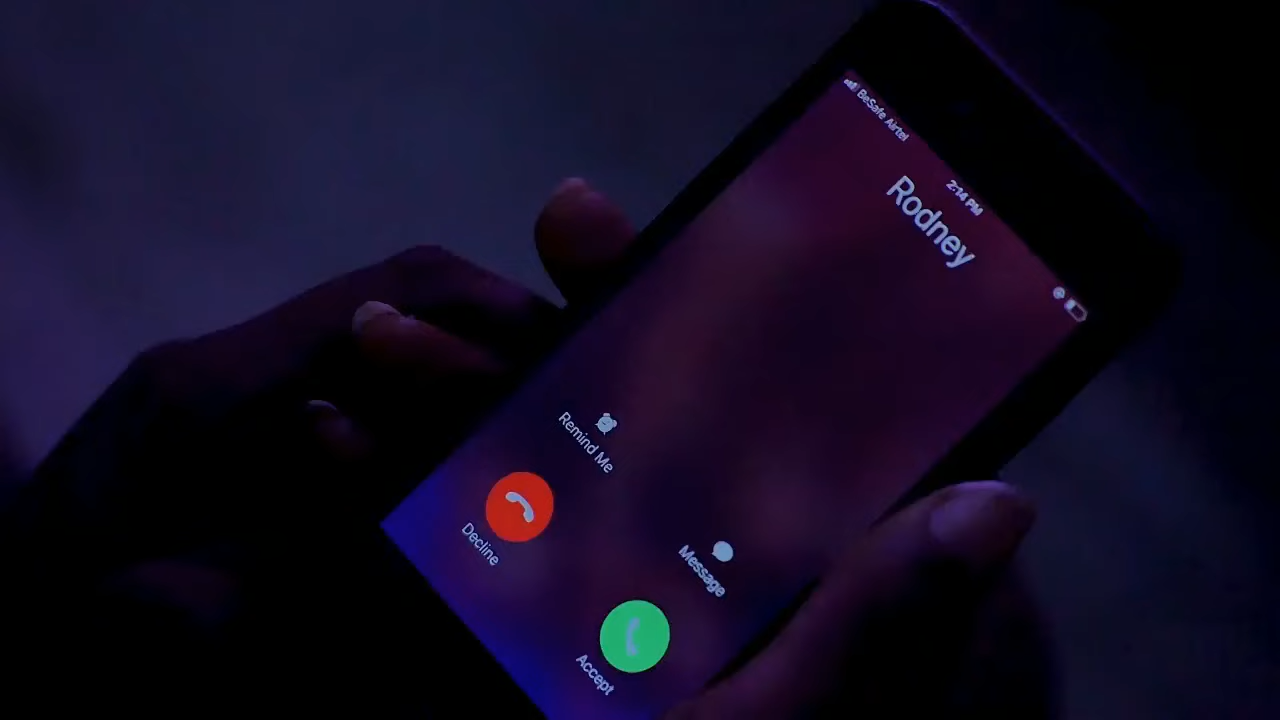 BeSafe Airtel
2:14 PM
Rodney
Remind Me
Message
Decline
Accept